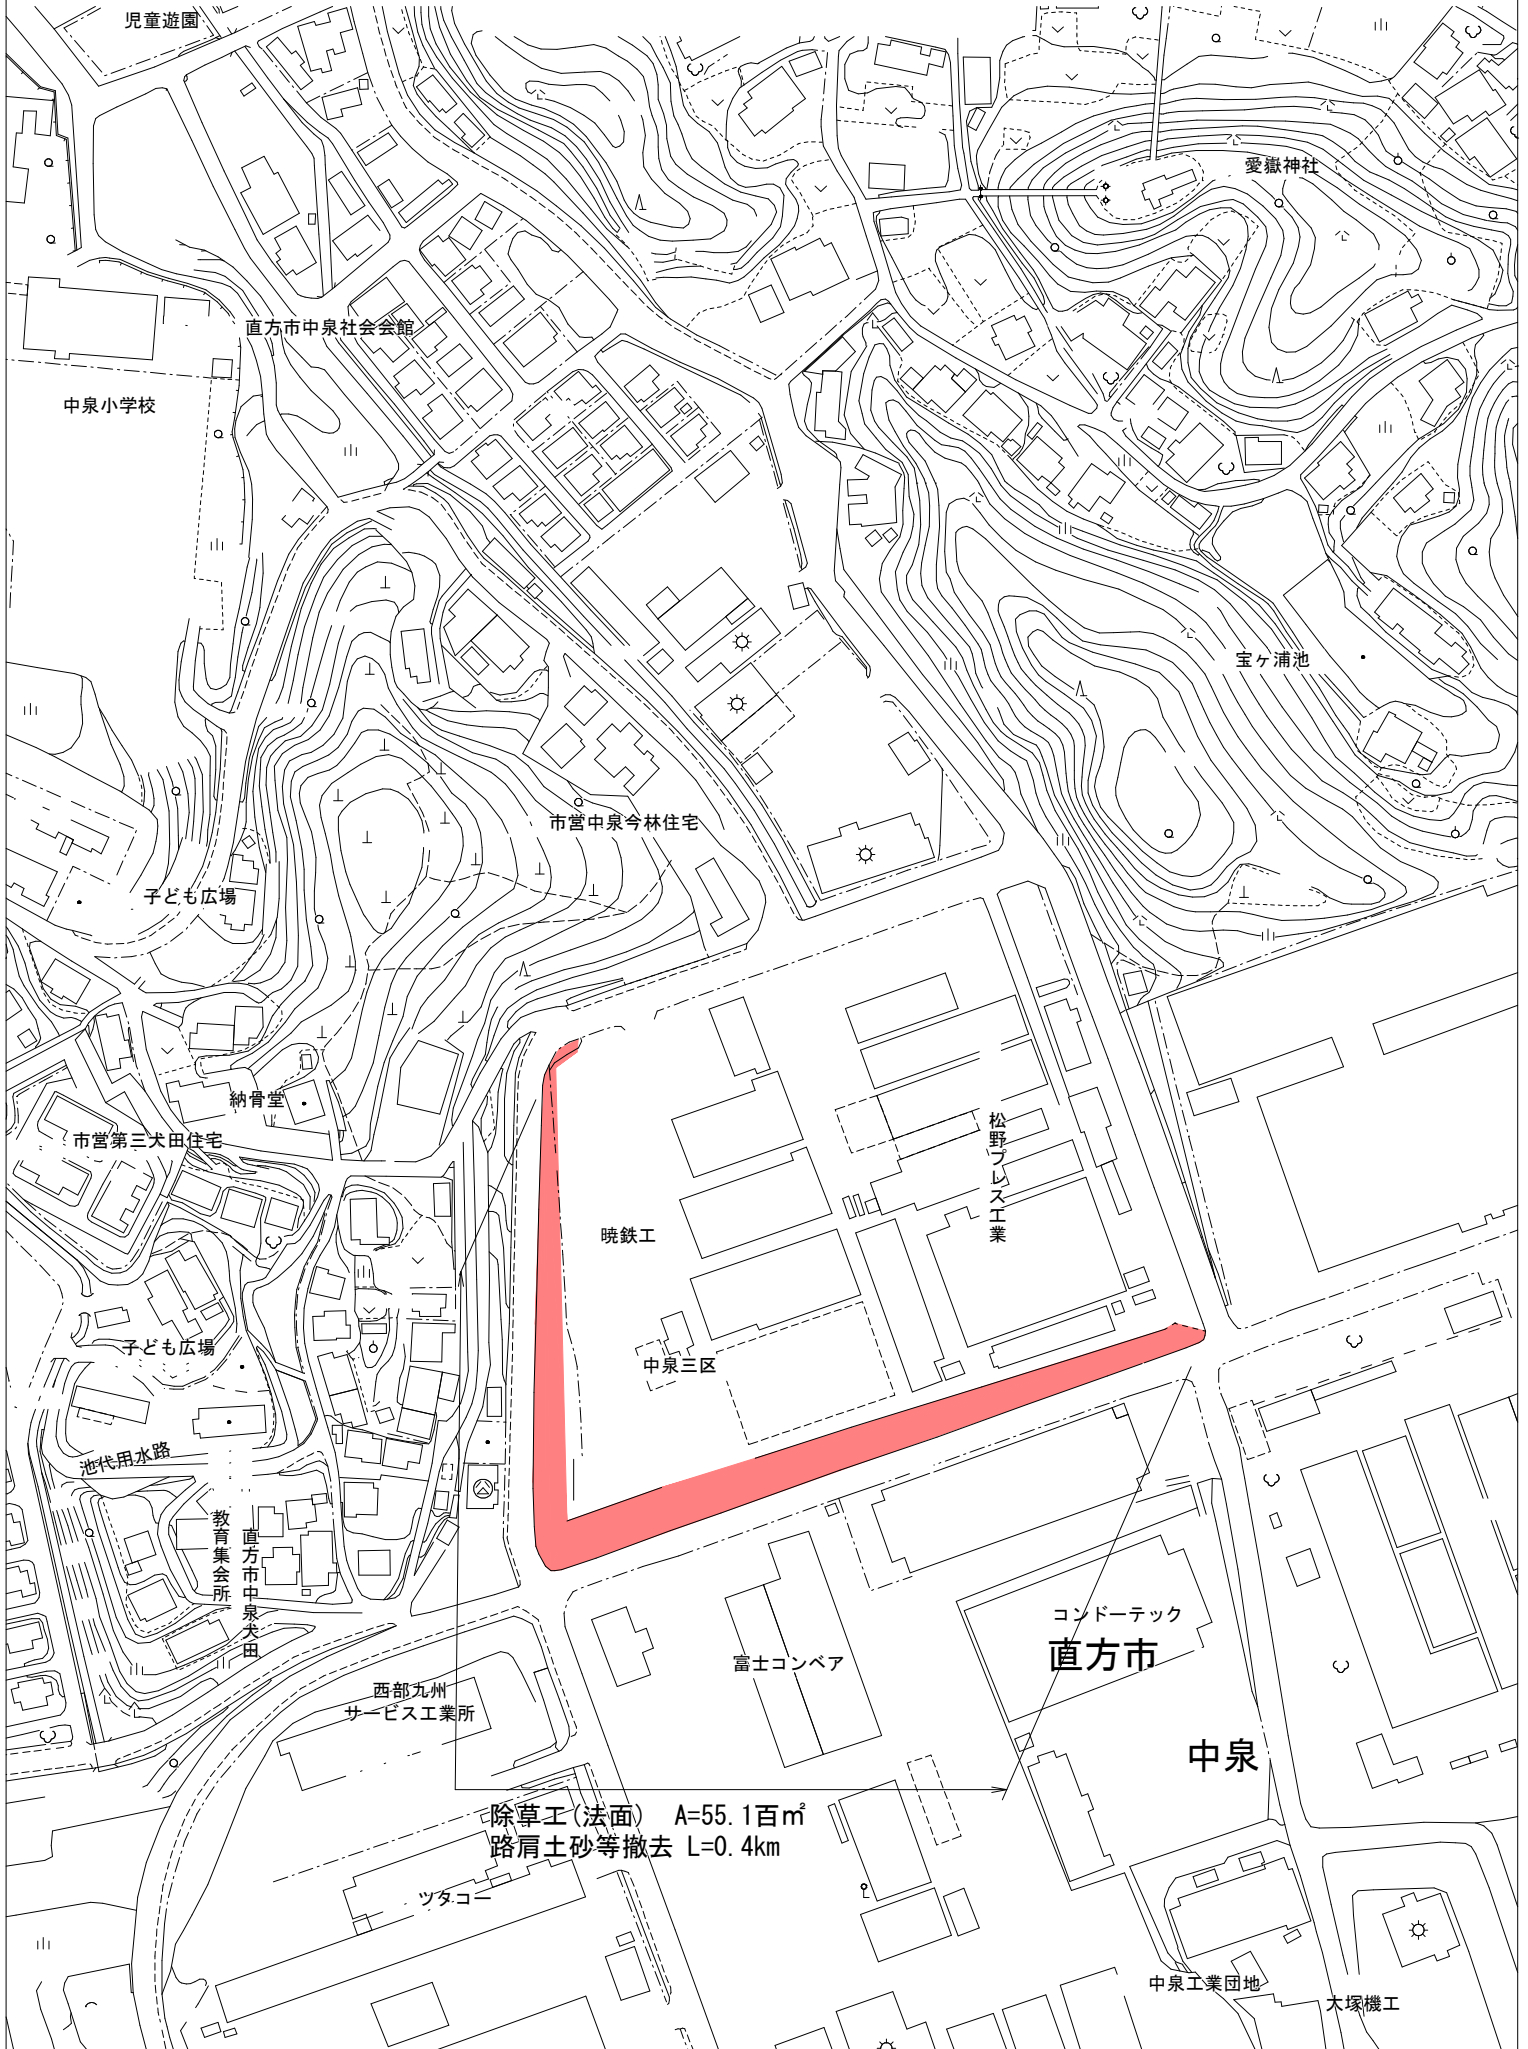 児童遊園
愛嶽神社
直方市中泉社会会館
中泉小学校
宝ヶ浦池
市営中泉今林住宅
子ども広場
納骨堂
市営第三犬田住宅
松野プレス工業
暁鉄工
中泉三区
子ども広場
池代用水路
教育集会所
直方市中泉犬田
コンドーテック
直方市
富士コンベア
西部九州
サービス工業所
中泉
除草工(法面) A=55.1百㎡
路肩土砂等撤去 L=0.4km
ツタコー
中泉工業団地
大塚機工